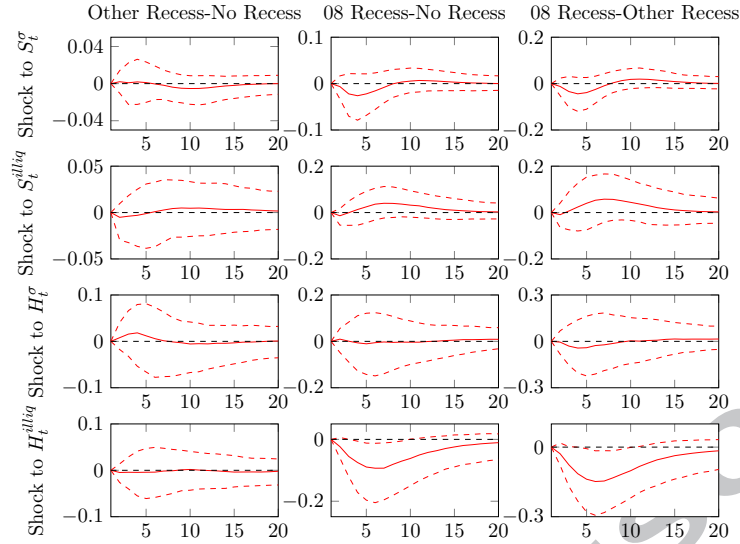 Other Recess-No Recess 08 Recess-No Recess 08 Recess-Other Recess
Shock to S_t^σ
0.04 0 −0.04 5 10 15 20
0.1 0 −0.1 5 10 15 20
0.2 0 −0.2 5 10 15 20
Shock to S_t^{illiq}
0.05 0 −0.05 5 10 15 20
0.2 0 −0.2 5 10 15 20
0.2 0 −0.2 5 10 15 20
Shock to H_t^σ
0.1 0 −0.1 5 10 15 20
0.2 0 −0.2 5 10 15 20
0.3 0 −0.3 5 10 15 20
Shock to H_t^{illiq}
0.1 0 −0.1 5 10 15 20
0 −0.2 5 10 15 20
0 −0.3 5 10 15 20